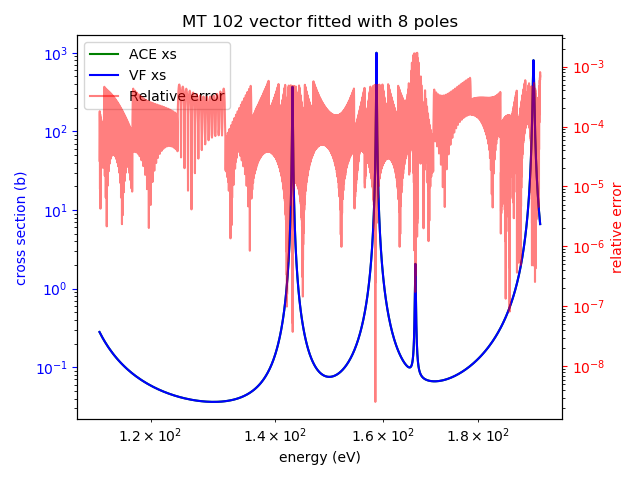 MT 102 vector fitted with 8 poles
ACE xs
VF xs
Relative error
cross section (b)
10³
10²
10¹
10⁰
10⁻¹
10⁻³
10⁻⁴
10⁻⁵
10⁻⁶
10⁻⁷
10⁻⁸
relative error
1.2 × 10² 1.4 × 10² 1.6 × 10² 1.8 × 10²
energy (eV)